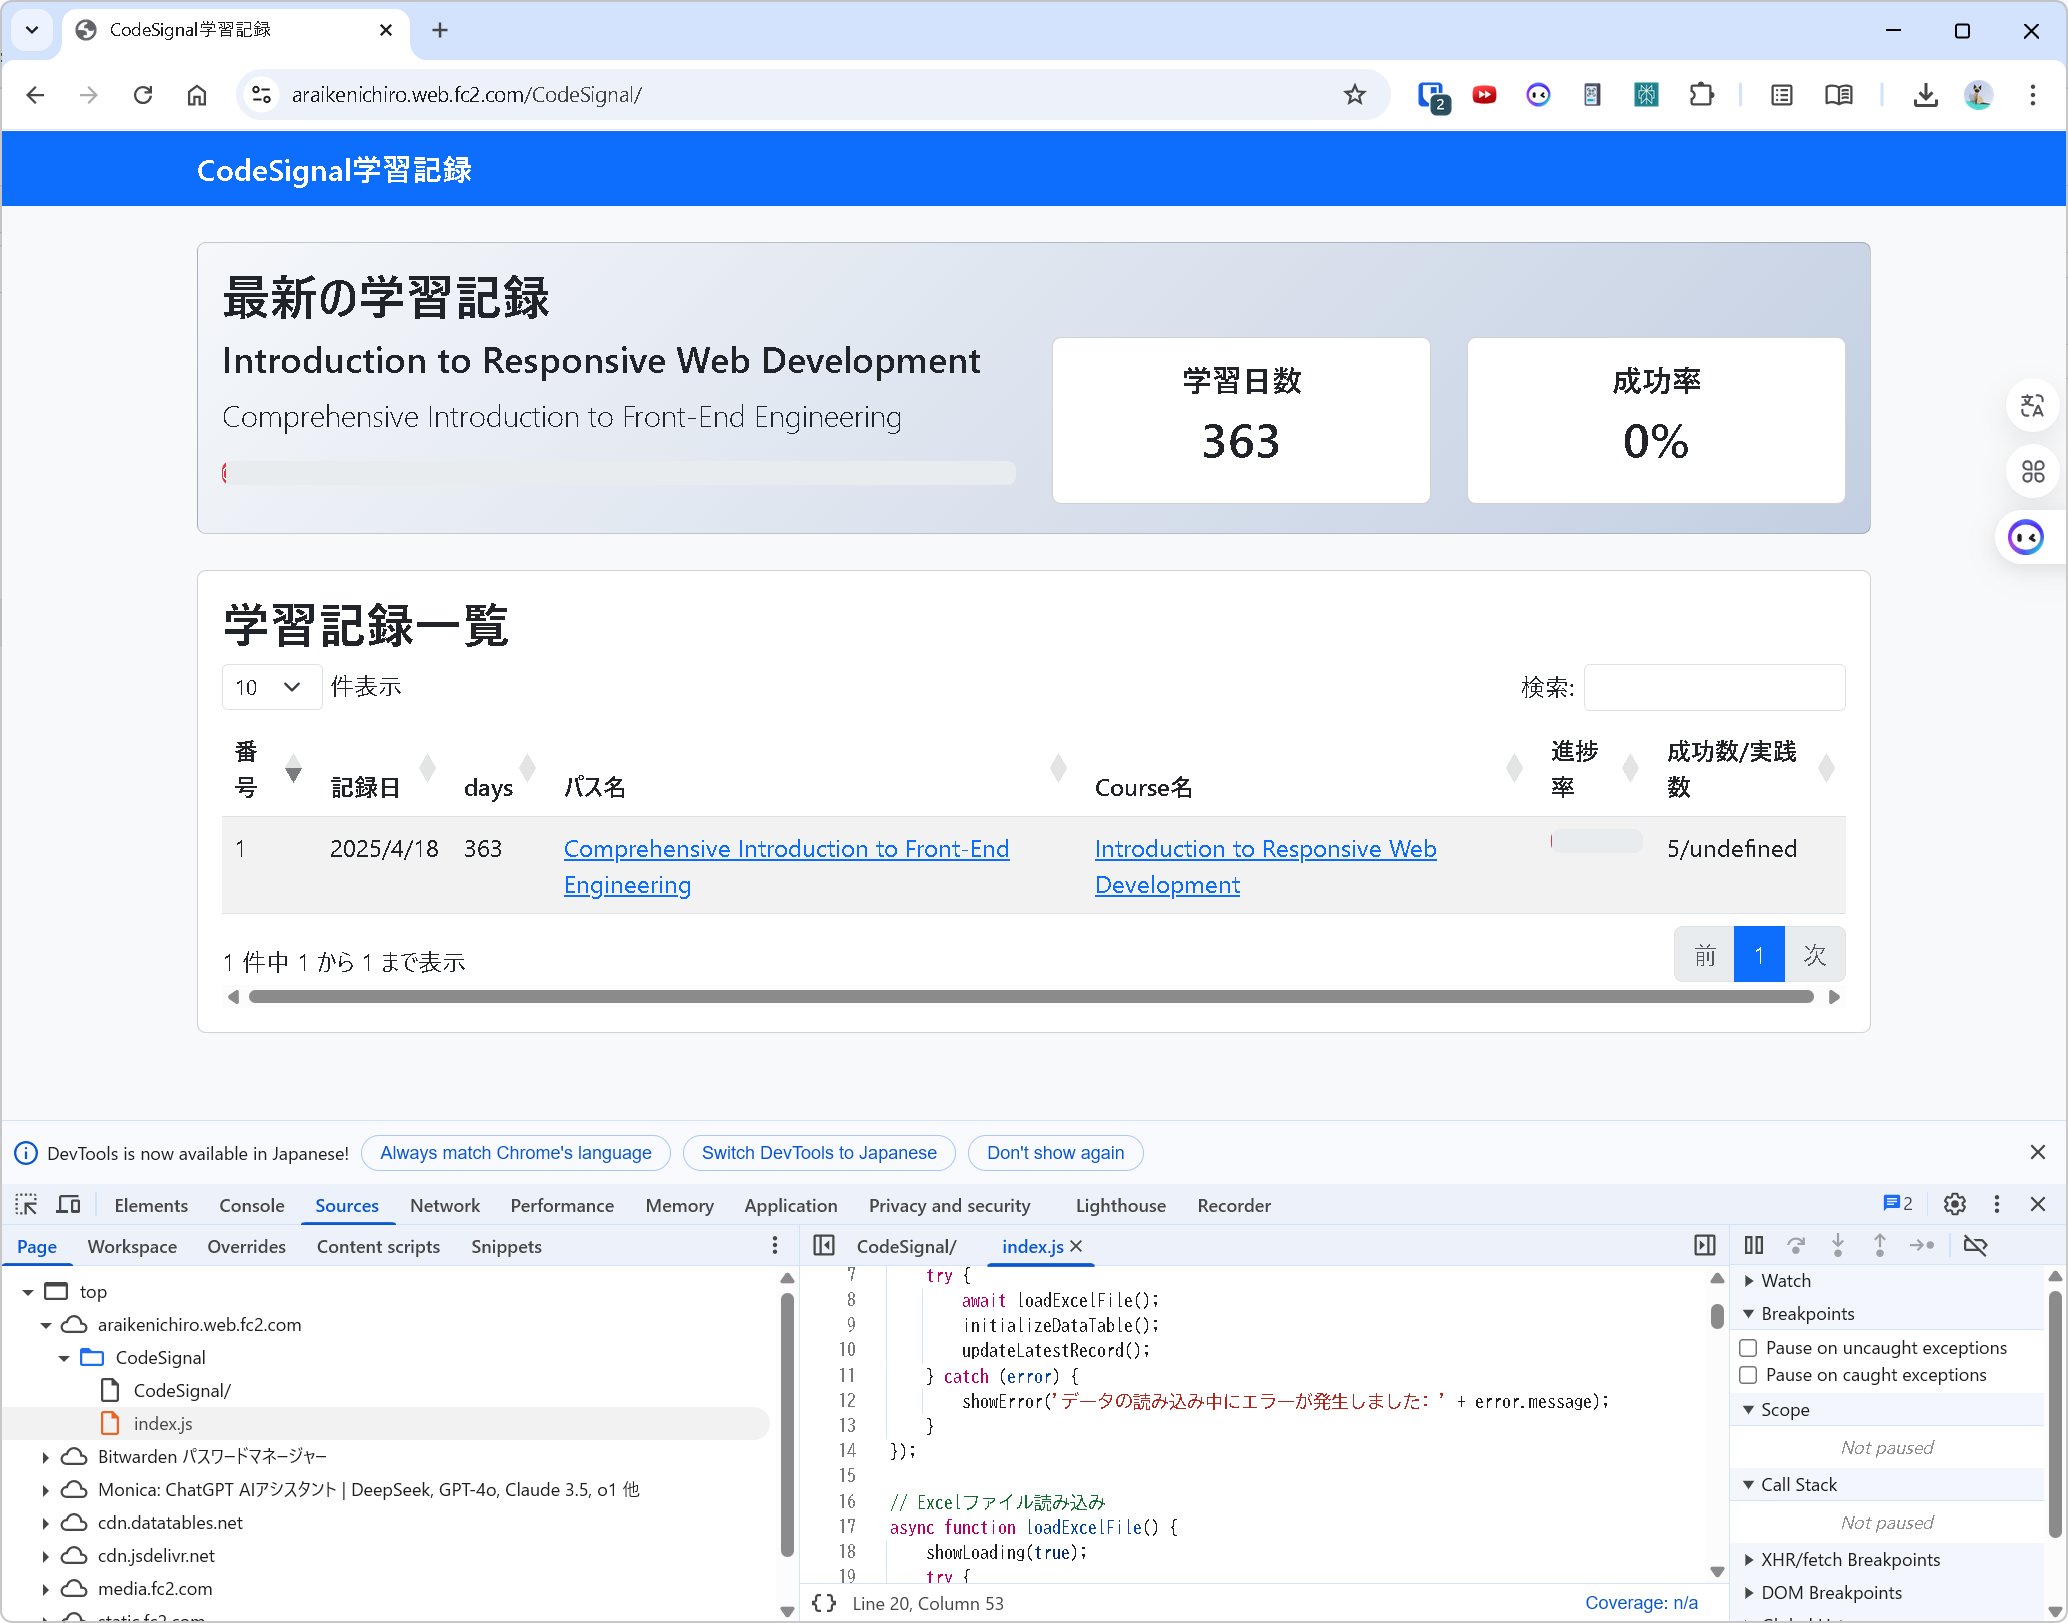 CodeSignal学習記録
araikenichiro.web.fc2.com/CodeSignal/
2
CodeSignal学習記録
最新の学習記録
Introduction to Responsive Web Development
Comprehensive Introduction to Front-End Engineering
学習日数
363
成功率
0%
学習記録一覧
10 件表示
検索:
番号 記録日 days パス名 Course名 進捗率 成功数/実践数
1 2025/4/18 363 Comprehensive Introduction to Front-End Introduction to Responsive Web 5/undefined
Engineering Development
1 件中 1 から 1 まで表示
前 1 次
DevTools is now available in Japanese! Always match Chrome's language Switch DevTools to Japanese Don't show again
Elements Console Sources Network Performance Memory Application Privacy and security Lighthouse Recorder 2
Page Workspace Overrides Content scripts Snippets
top
araikenichiro.web.fc2.com
CodeSignal
CodeSignal/
index.js
Bitwarden パスワードマネージャー
Monica: ChatGPT AIアシスタント | DeepSeek, GPT-4o, Claude 3.5, o1 他
cdn.datatables.net
cdn.jsdelivr.net
media.fc2.com
static.fc2.com
CodeSignal/ index.js
7 try {
8 await loadExcelFile();
9 initializeDataTable();
10 updateLatestRecord();
11 } catch (error) {
12 showError('データの読み込み中にエラーが発生しました: ' + error.message);
13 }
14 });
15
16 // Excelファイル読み込み
17 async function loadExcelFile() {
18 showLoading(true);
19 try {
{} Line 20, Column 53
Coverage: n/a
Watch
Breakpoints
Pause on uncaught exceptions
Pause on caught exceptions
Scope
Not paused
Call Stack
Not paused
XHR/fetch Breakpoints
DOM Breakpoints